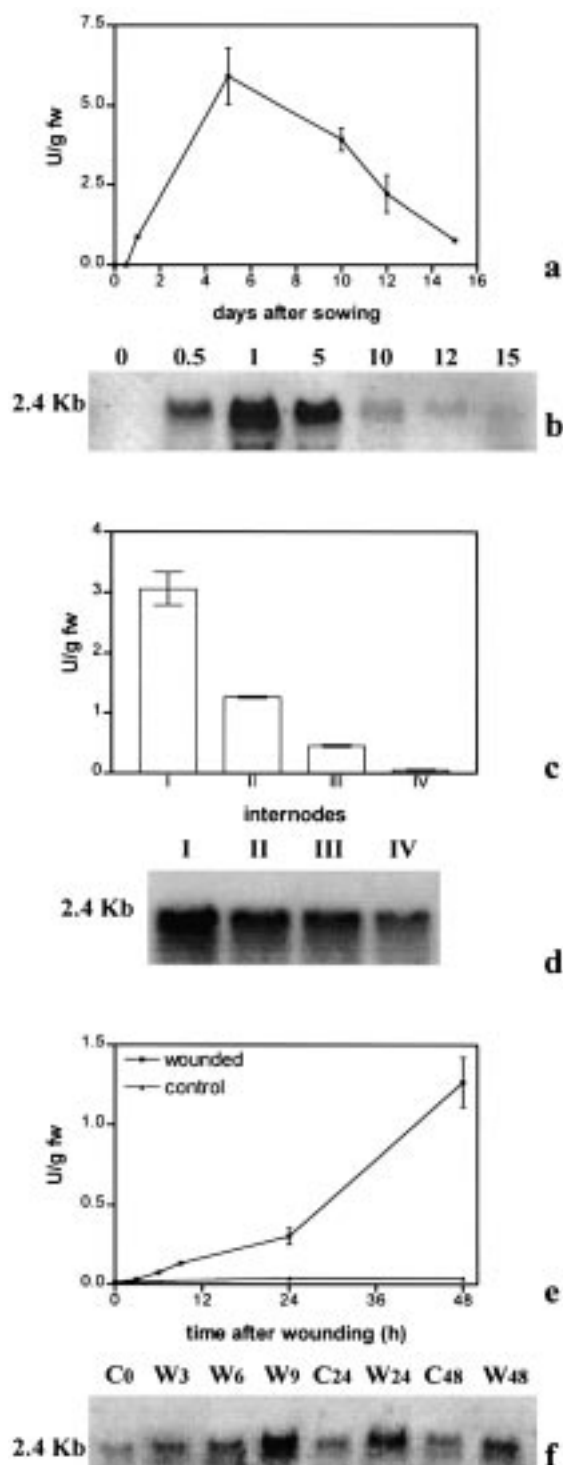 7.5
5.0
2.5
0.0
U/g fw
0 2 4 6 8 10 12 14 16
days after sowing
a
0 0.5 1 5 10 12 15
2.4 Kb
b
4
3
2
1
0
U/g fw
I II III IV
internodes
c
I II III IV
2.4 Kb
d
1.5
1.0
0.5
0.0
U/g fw
wounded
control
0 12 24 36 48
time after wounding (h)
e
C0 W3 W6 W9 C24 W24 C48 W48
2.4 Kb
f